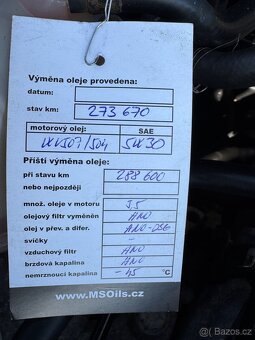 Výměna oleje provedena:
datum:
stav km: 273 670
motorový olej: SAE
VW507/504 5W30
Příští výměna oleje:
při stavu km 288 600
nebo nejpozději
množ. oleje v motoru 5.5
olejový filtr vyměněn ANO
olej v přev. a difer. ANO-DSG
svíčky -
vzduchový filtr ANO
brzdová kapalina ANO
nemrznoucí kapalina -45 °C
www.MSOils.cz
Bazoš.cz